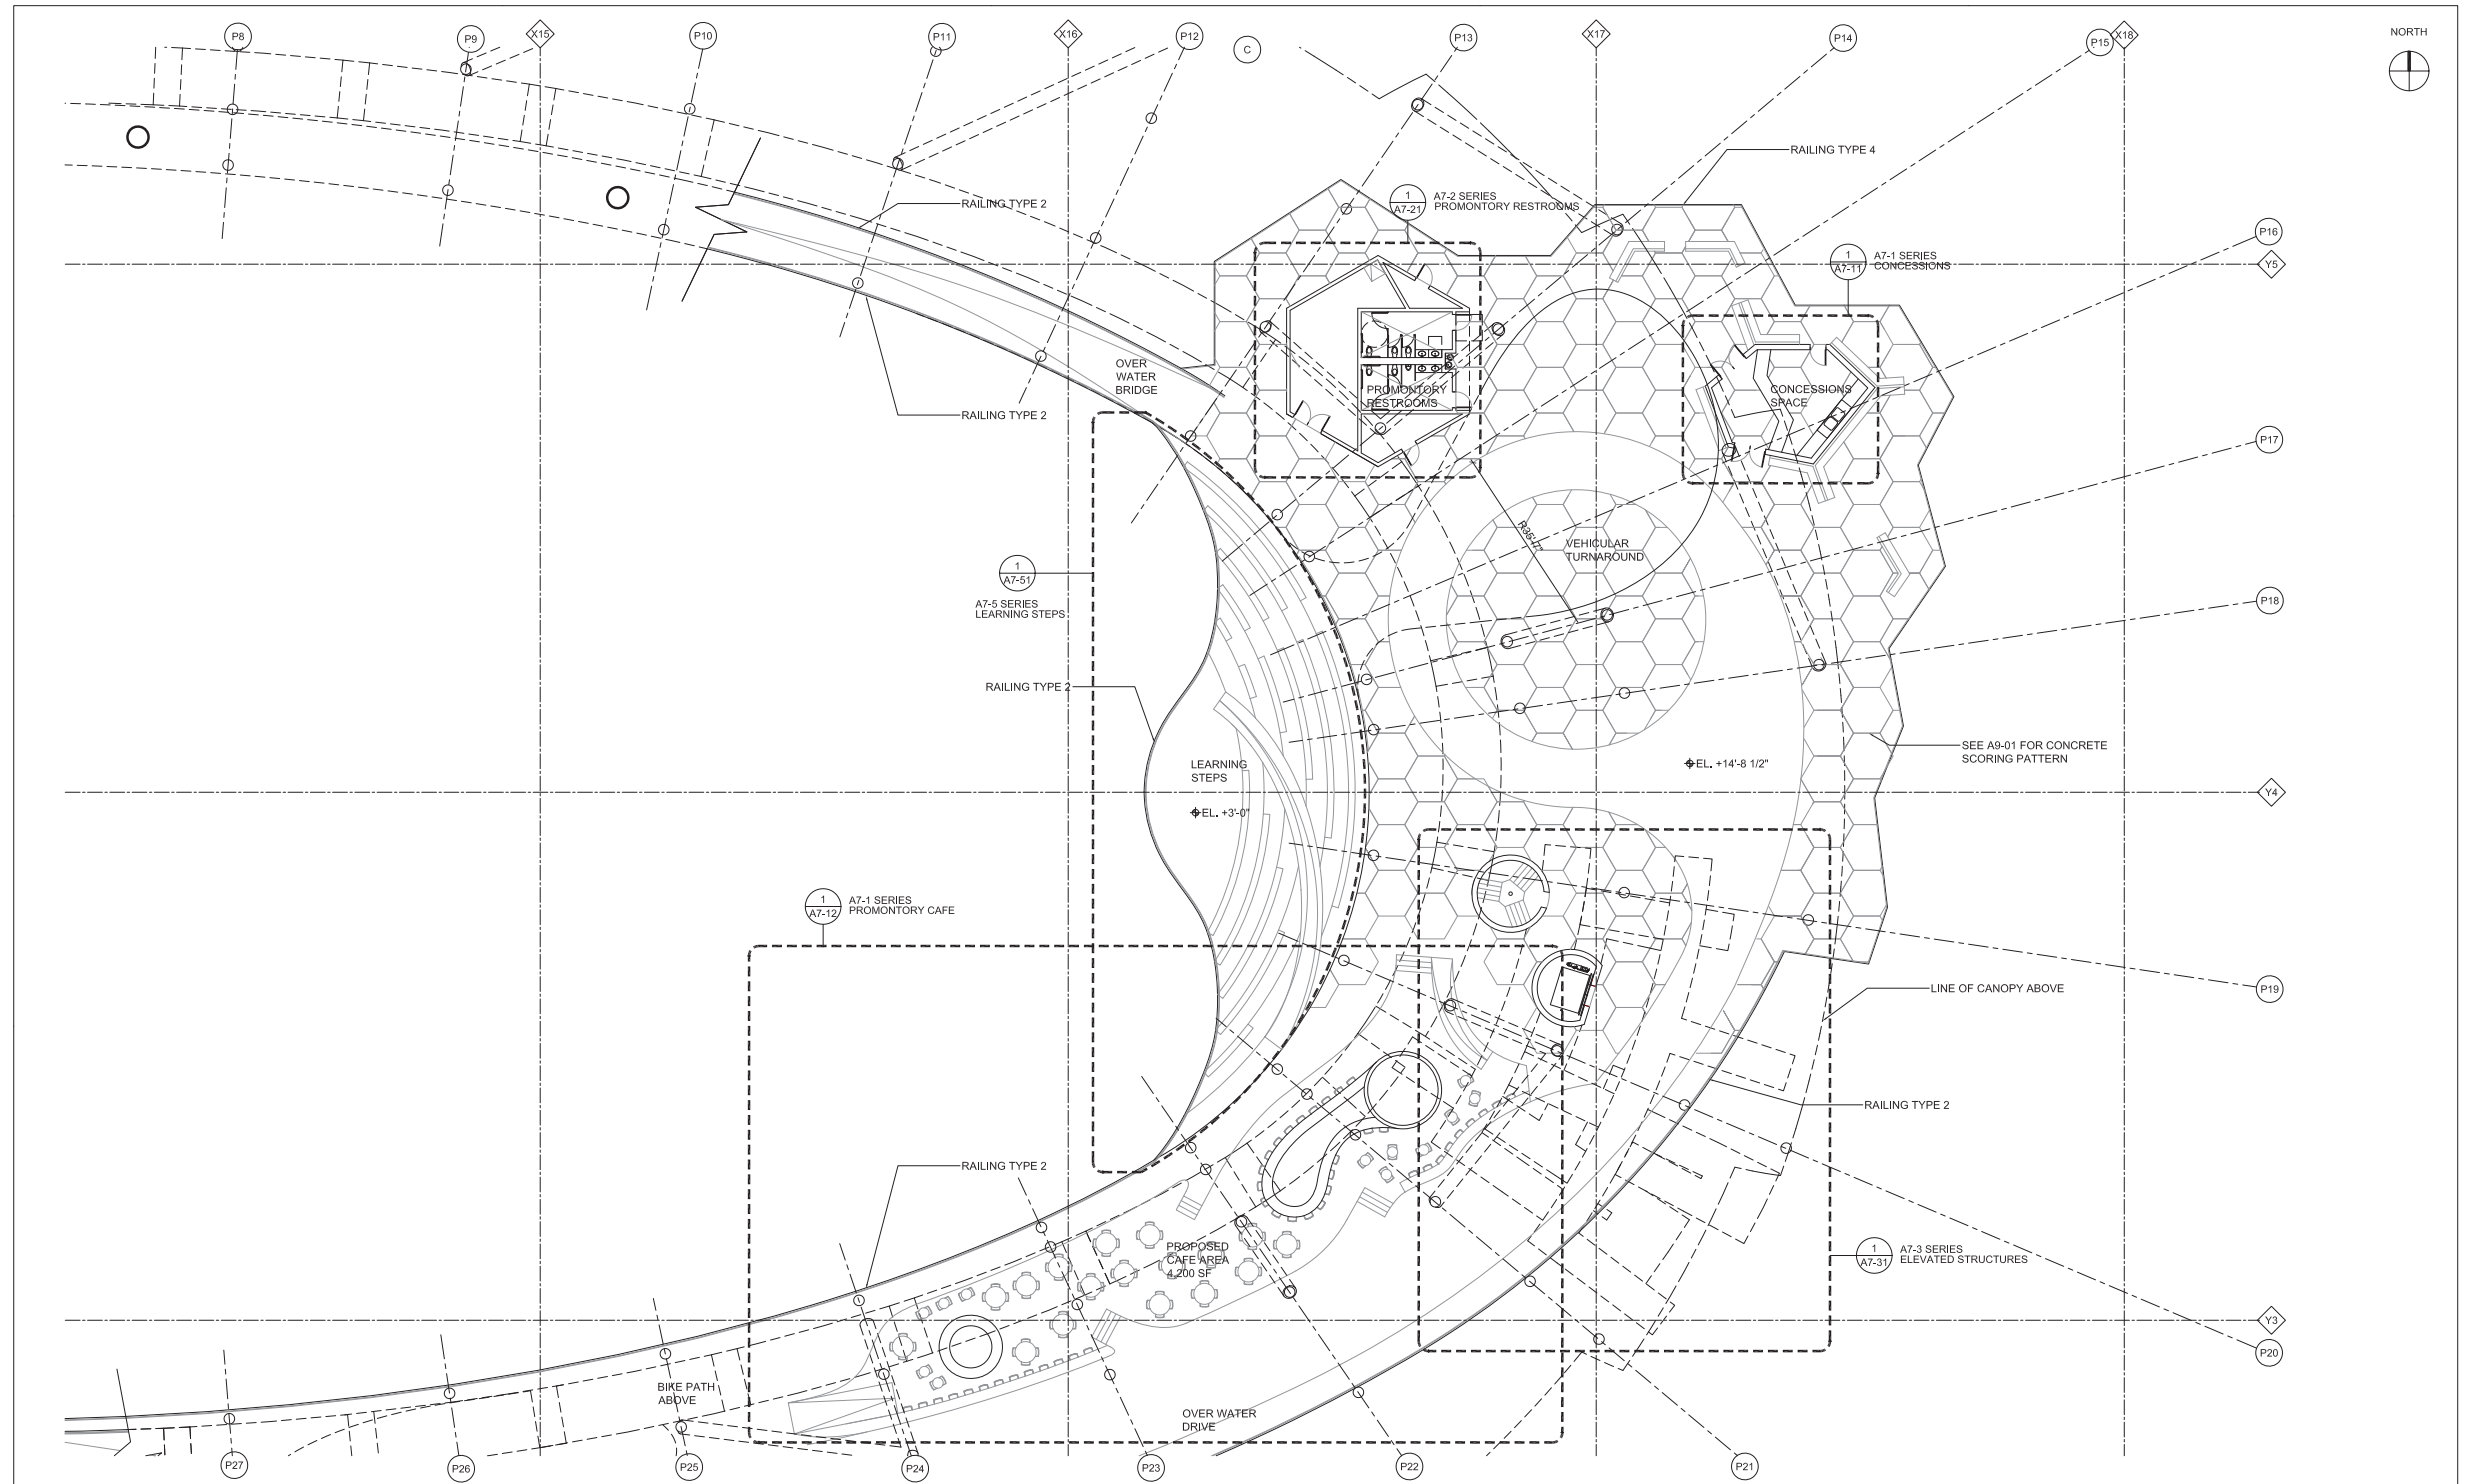 P8
P9
X15
P10
P11
X16
P12
C
P13
X17
P14
P15
X18
NORTH
RAILING TYPE 4
RAILING TYPE 2
1
A7-21
A7-2 SERIES
PROMONTORY RESTROOMS
P16
1
A7-11
A7-1 SERIES
CONCESSIONS
Y5
OVER
WATER
BRIDGE
PROMONTORY
RESTROOMS
CONCESSIONS
SPACE
RAILING TYPE 2
P17
R35'-7"
VEHICULAR
TURNAROUND
1
A7-51
A7-5 SERIES
LEARNING STEPS
P18
RAILING TYPE 2
SEE A9-01 FOR CONCRETE
SCORING PATTERN
LEARNING
STEPS
EL. +14'-8 1/2"
Y4
EL. +3'-0"
1
A7-12
A7-1 SERIES
PROMONTORY CAFE
LINE OF CANOPY ABOVE
P19
RAILING TYPE 2
RAILING TYPE 2
PROPOSED
CAFE AREA
4,200 SF
1
A7-31
A7-3 SERIES
ELEVATED STRUCTURES
Y3
P20
BIKE PATH
ABOVE
OVER WATER
DRIVE
P27
P26
P25
P24
P23
P22
P21